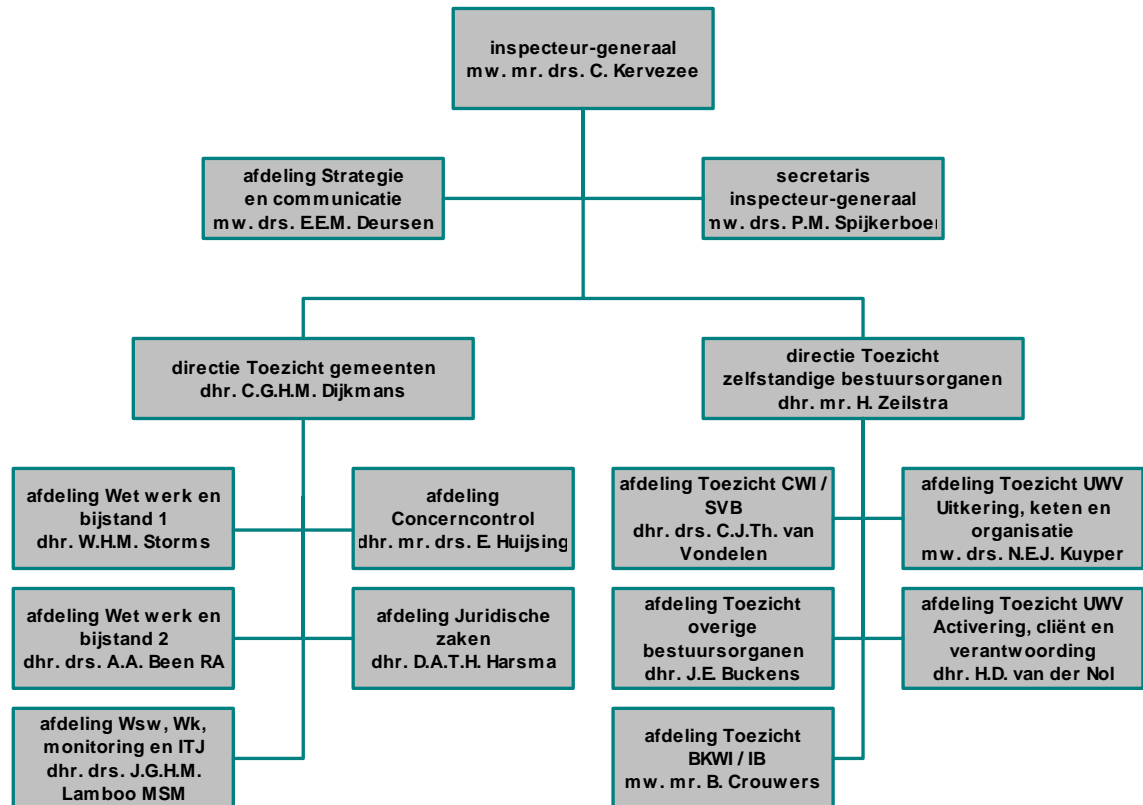 inspecteur-generaal
mw. mr. drs. C. Kervezee
afdeling Strategie
en communicatie
mw. drs. E.E.M. Deursen
secretaris
inspecteur-generaal
mw. drs. P.M. Spijkerboer
directie Toezicht gemeenten
dhr. C.G.H.M. Dijkmans
directie Toezicht
zelfstandige bestuursorganen
dhr. mr. H. Zeilstra
afdeling Wet werk en
bijstand 1
dhr. W.H.M. Storms
afdeling
Concerncontrol
dhr. mr. drs. E. Huijsing
afdeling Toezicht CWI /
SVB
dhr. drs. C.J.Th. van
Vondelen
afdeling Toezicht UWV
Uitkering, keten en
organisatie
mw. drs. N.E.J. Kuyper
afdeling Wet werk en
bijstand 2
dhr. drs. A.A. Been RA
afdeling Juridische
zaken
dhr. D.A.T.H. Harsma
afdeling Toezicht
overige
bestuursorganen
dhr. J.E. Buckens
afdeling Toezicht UWV
Activering, cliënt en
verantwoording
dhr. H.D. van der Nol
afdeling Wsw, Wk,
monitoring en ITJ
dhr. drs. J.G.H.M.
Lamboo MSM
afdeling Toezicht
BKWI / IB
mw. mr. B. Crouwers